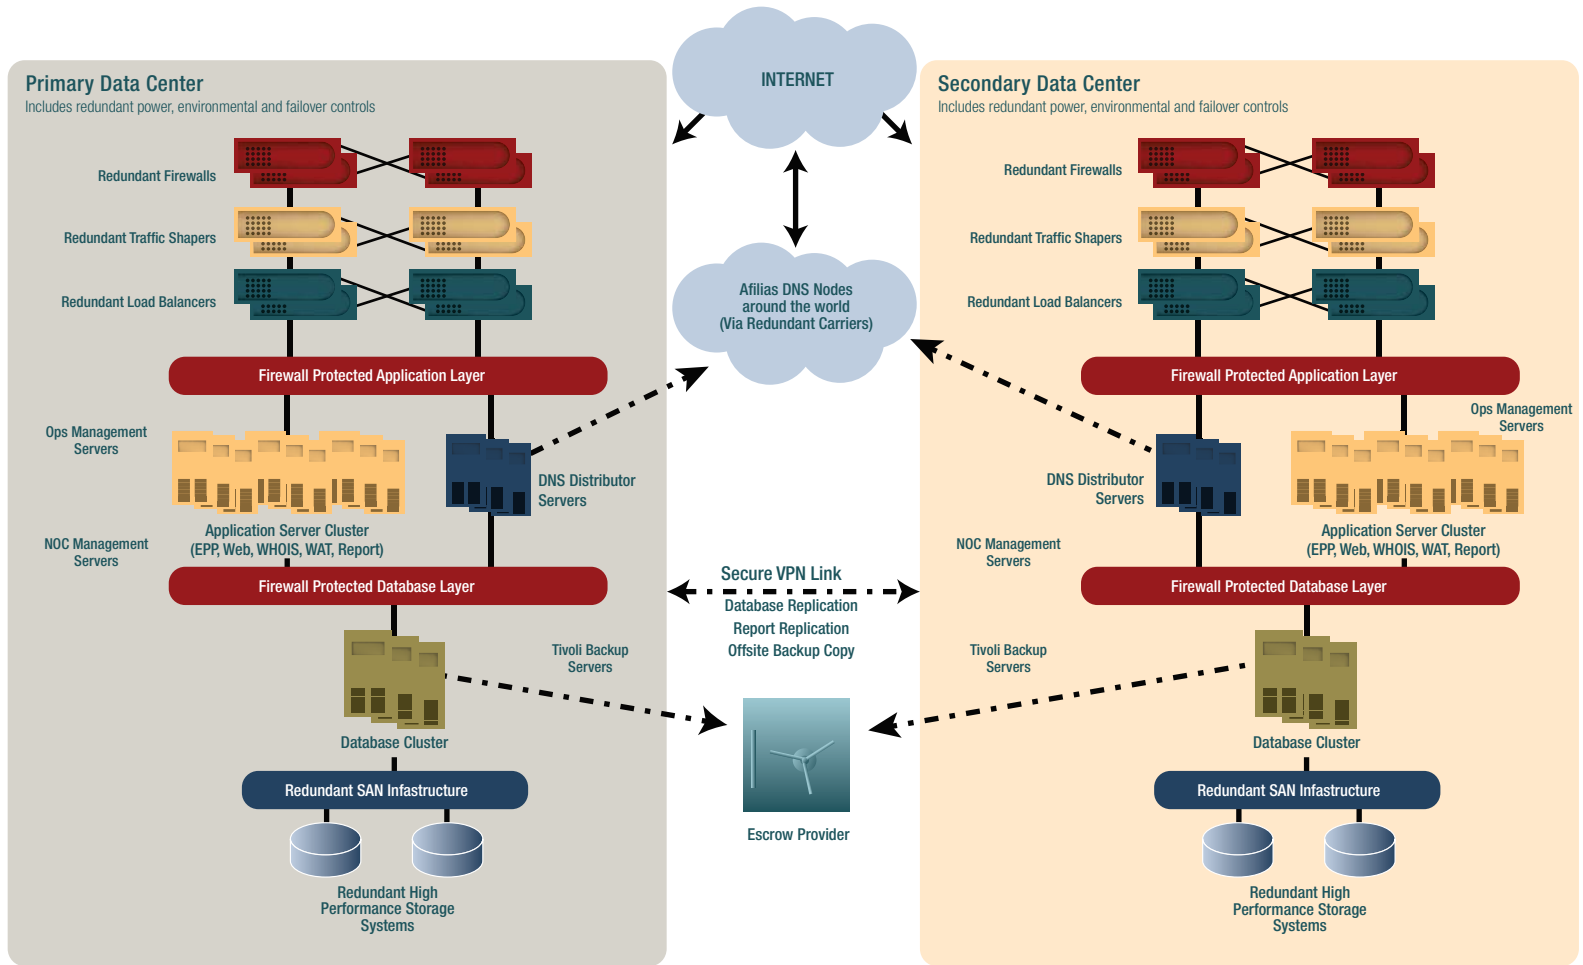 INTERNET
Primary Data Center
Includes redundant power, environmental and failover controls
Redundant Firewalls
Redundant Traffic Shapers
Redundant Load Balancers
Firewall Protected Application Layer
Ops Management
Servers
DNS Distributor
Servers
Application Server Cluster
(EPP, Web, WHOIS, WAT, Report)
NOC Management
Servers
Firewall Protected Database Layer
Tivoli Backup
Servers
Database Cluster
Redundant SAN Infastructure
Redundant High
Performance Storage
Systems
Afilias DNS Nodes
around the world
(Via Redundant Carriers)
Secure VPN Link
Database Replication
Report Replication
Offsite Backup Copy
Escrow Provider
Secondary Data Center
Includes redundant power, environmental and failover controls
Redundant Firewalls
Redundant Traffic Shapers
Redundant Load Balancers
Firewall Protected Application Layer
Ops Management
Servers
DNS Distributor
Servers
Application Server Cluster
(EPP, Web, WHOIS, WAT, Report)
NOC Management
Servers
Firewall Protected Database Layer
Tivoli Backup
Servers
Database Cluster
Redundant SAN Infastructure
Redundant High
Performance Storage
Systems